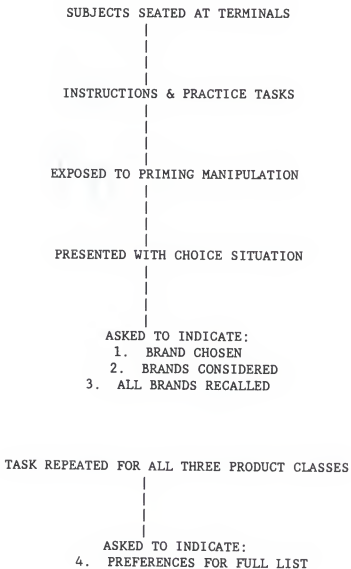 SUBJECTS SEATED AT TERMINALS
INSTRUCTIONS & PRACTICE TASKS
EXPOSED TO PRIMING MANIPULATION
PRESENTED WITH CHOICE SITUATION
ASKED TO INDICATE:
1. BRAND CHOSEN
2. BRANDS CONSIDERED
3. ALL BRANDS RECALLED
TASK REPEATED FOR ALL THREE PRODUCT CLASSES
ASKED TO INDICATE:
4. PREFERENCES FOR FULL LIST